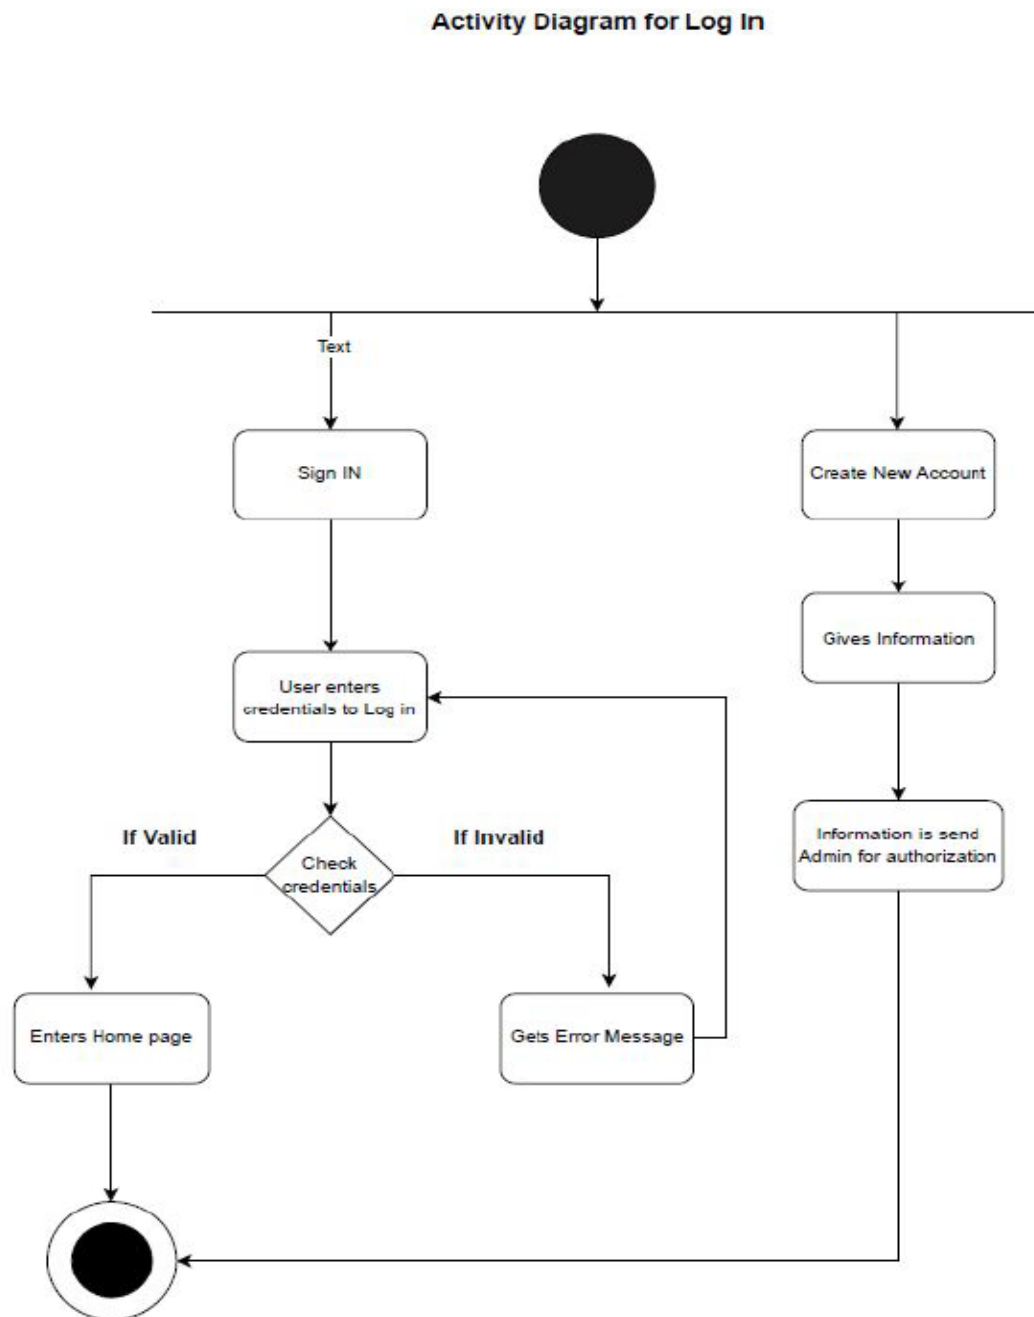 Activity Diagram for Log In
Text
Sign IN
Create New Account
Gives Information
User enters
credentials to Log in
If Valid
If Invalid
Check
credentials
Information is send
Admin for authorization
Enters Home page
Gets Error Message